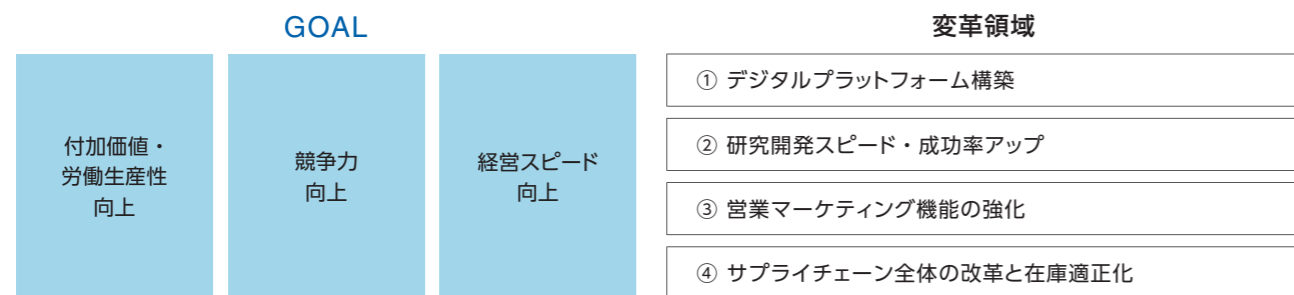 GOAL
付加価値・
労働生産性
向上
競争力
向上
経営スピード
向上
変革領域
① デジタルプラットフォーム構築
② 研究開発スピード・成功率アップ
③ 営業マーケティング機能の強化
④ サプライチェーン全体の改革と在庫適正化